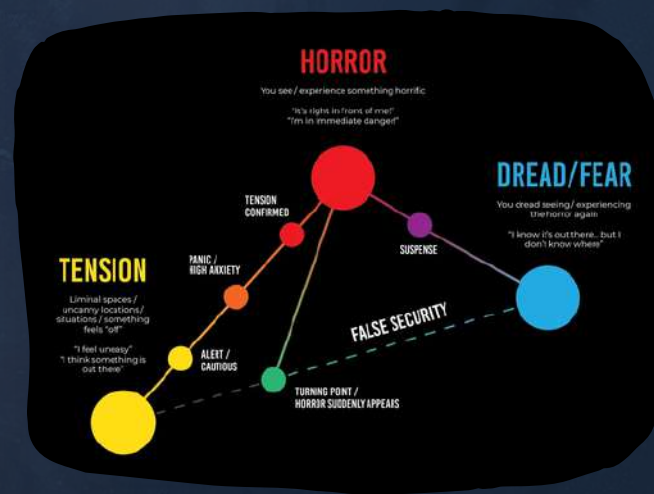 HORROR
You see / experience something horrific
"It's right in front of me!"
"I'm in immediate danger!"
DREAD/FEAR
You dread seeing/ experiencing
the horror again
"I know it's out there.. but I
don't know where"
TENSION
CONFIRMED
SUSPENSE
PANIC /
HIGH ANXIETY
TENSION
Liminal spaces /
uncanny locations/
situations / something
feels "off"
"I feel uneasy"
"I think something is
out there"
ALERT /
CAUTIOUS
FALSE SECURITY
TURNING POINT /
HORROR SUDDENLY APPEARS